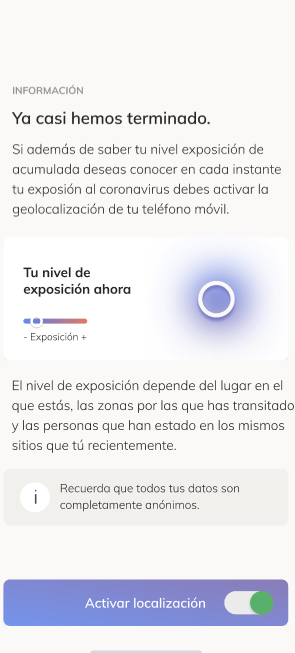 INFORMACIÓN
Ya casi hemos terminado.
Si además de saber tu nivel exposición de
acumulada deseas conocer en cada instante
tu exposión al coronavirus debes activar la
geolocalización de tu teléfono móvil.
Tu nivel de
exposición ahora
- Exposición +
El nivel de exposición depende del lugar en el
que estás, las zonas por las que has transitado
y las personas que han estado en los mismos
sitios que tú recientemente.
i
Recuerda que todos tus datos son
completamente anónimos.
Activar localización